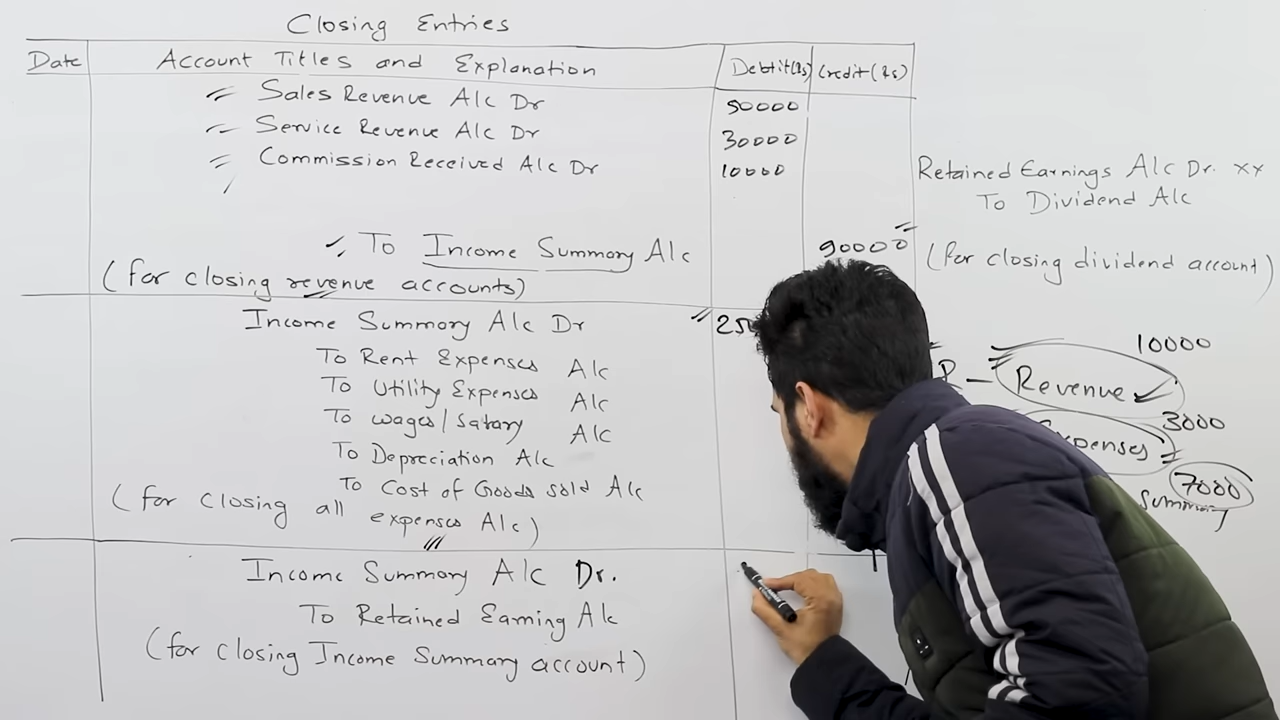 Closing Entries
Date Account Titles and Explanation Debtit(Rs) Credit(Rs)
Sales Revenue A/c Dr 50000
Service Revenue A/c Dr 30000
Commission Received A/c Dr 10000
To Income Summary A/c 90000
(for closing revenue accounts)
Income Summary A/c Dr
To Rent Expenses A/c
To Utility Expenses A/c
To Wages/Salary A/c
To Depreciation A/c
To Cost of Goods sold A/c
(for closing all expenses A/c)
Income Summary A/c Dr.
To Retained Earning A/c
(for closing Income Summary account)
Retained Earnings A/c Dr. xx
To Dividend A/c
(for closing dividend account)
10000
R - Revenue
3000
7000
Summary